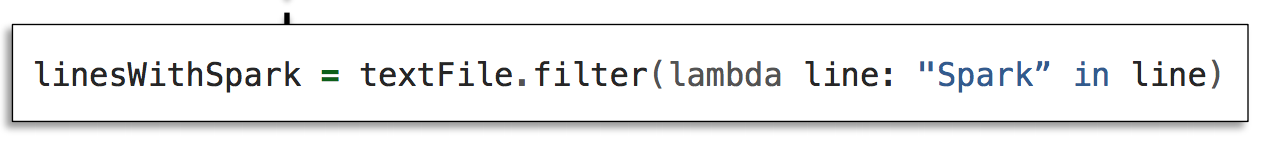 linesWithSpark = textFile.filter(lambda line: "Spark” in line)